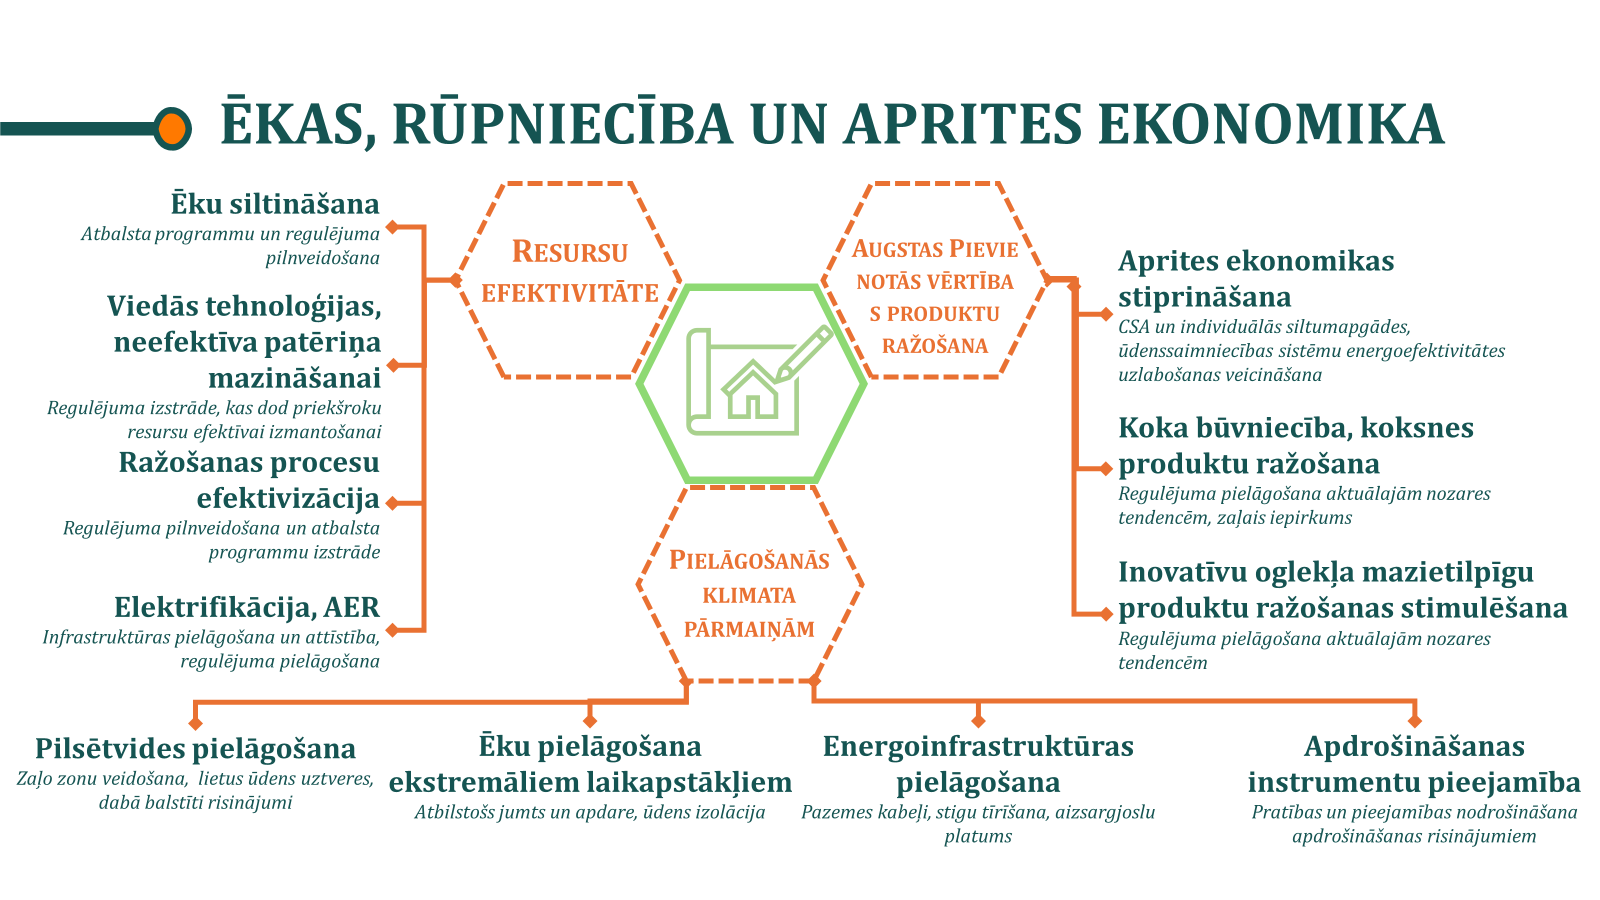 ĒKAS, RŪPNIECĪBA UN APRITES EKONOMIKA
RESURSU
EFEKTIVITĀTE
Ēku siltināšana
Atbalsta programmu un regulējuma
pilnveidošana
Viedās tehnoloģijas,
neefektīva patēriņa
mazināšanai
Regulējuma izstrāde, kas dod priekšroku
resursu efektīvai izmantošanai
Ražošanas procesu
efektivizācija
Regulējuma pilnveidošana un atbalsta
programmu izstrāde
Elektrifikācija, AER
Infrastruktūras pielāgošana un attīstība,
regulējuma pielāgošana
AUGSTAS PIEVIE
NOTĀS VĒRTĪBA
S PRODUKTU
RAŽOŠANA
Aprites ekonomikas
stiprināšana
CSA un individuālās siltumapgādes,
ūdenssaimniecības sistēmu energoefektivitātes
uzlabošanas veicināšana
Koka būvniecība, koksnes
produktu ražošana
Regulējuma pielāgošana aktuālajām nozares
tendencēm, zaļais iepirkums
Inovatīvu oglekļa mazietilpīgu
produktu ražošanas stimulēšana
Regulējuma pielāgošana aktuālajām nozares
tendencēm
PIELĀGOŠANĀS
KLIMATA
PĀRMAIŅĀM
Pilsētvides pielāgošana
Zaļo zonu veidošana, lietus ūdens uztveres,
dabā balstīti risinājumi
Ēku pielāgošana
ekstremāliem laikapstākļiem
Atbilstošs jumts un apdare, ūdens izolācija
Energoinfrastruktūras
pielāgošana
Pazemes kabeļi, stigu tīrīšana, aizsargjoslu
platums
Apdrošināšanas
instrumentu pieejamība
Pratības un pieejamības nodrošināšana
apdrošināšanas risinājumiem